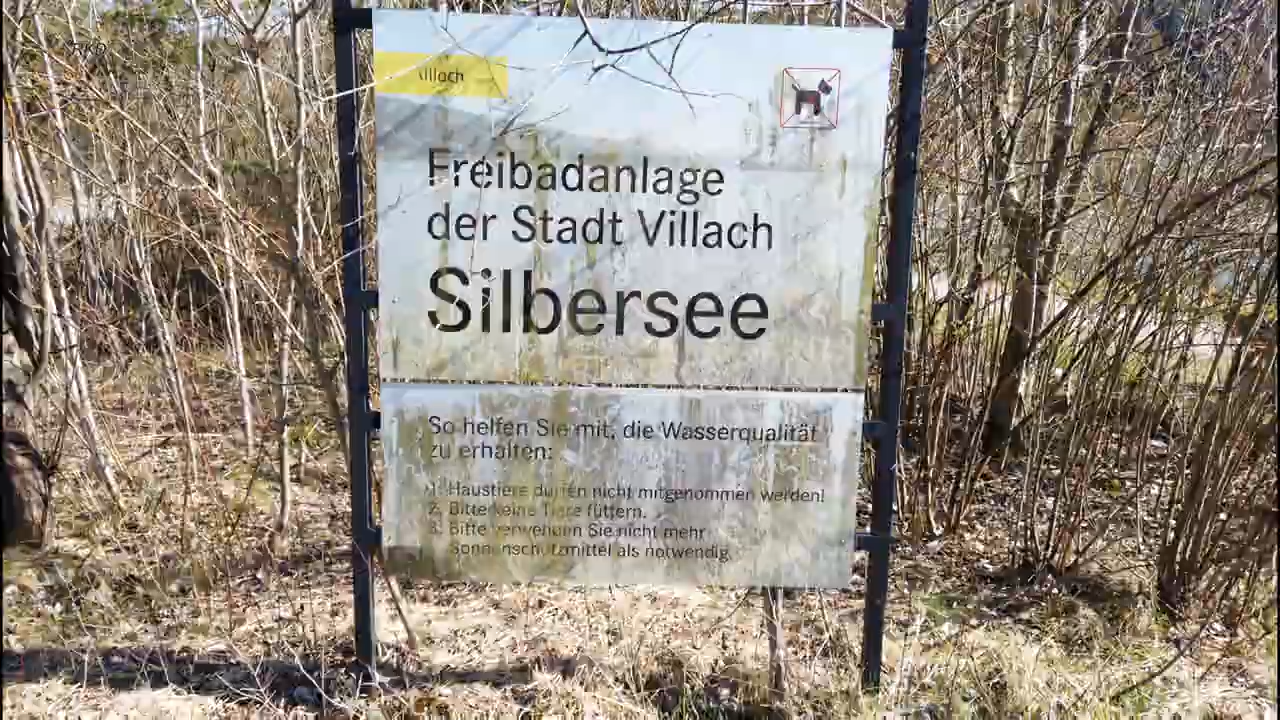 villach
Freibadanlage
der Stadt Villach
Silbersee
So helfen Sie mit, die Wasserqualität
zu erhalten:
1. Haustiere dürfen nicht mitgenommen werden!
2. Bitte keine Tiere füttern.
3. Bitte verwenden Sie nicht mehr
Sonnenschutzmittel als notwendig.